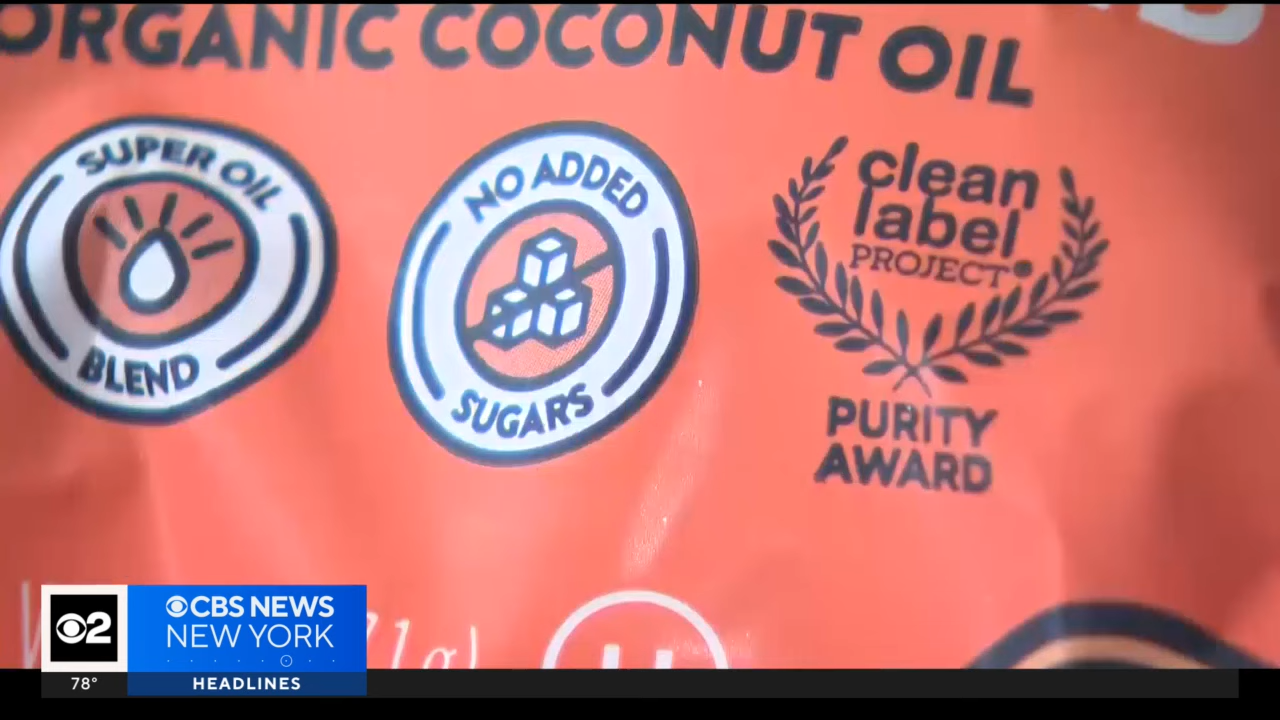 ORGANIC COCONUT OIL
SUPER OIL
BLEND
NO ADDED
SUGARS
clean
label
PROJECT
PURITY
AWARD
2
CBS NEWS
NEW YORK
78°
HEADLINES